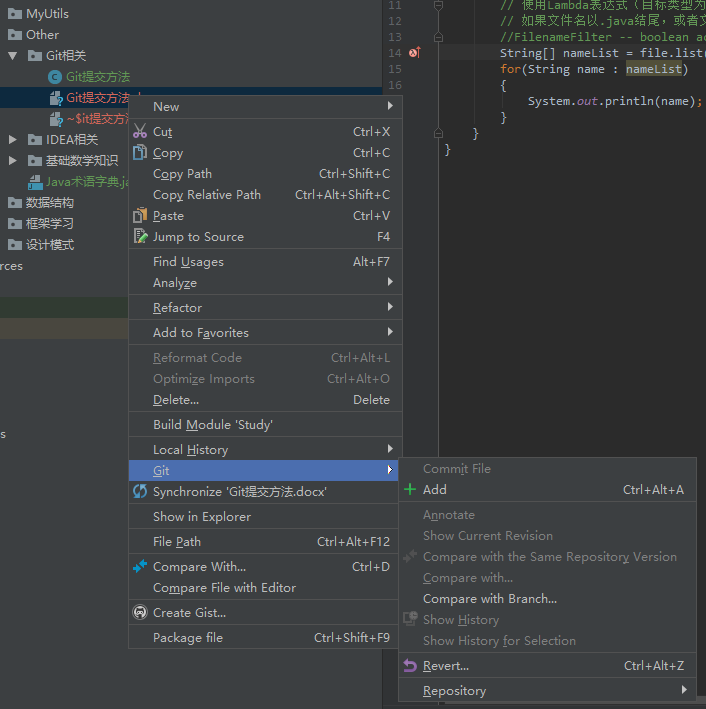 MyUtils
Other
Git相关
Git提交方法
Git提交方法
~$it提交方法
IDEA相关
基础数学知识
Java术语字典.ja
数据结构
框架学习
设计模式
rces
s
11 // 使用Lambda表达式（目标类型为
12 // 如果文件名以.java结尾，或者文
13 //FilenameFilter -- boolean ac
14 String[] nameList = file.list(
15 for(String name : nameList)
16 {
System.out.println(name);
}
}
}
New
Cut Ctrl+X
Copy Ctrl+C
Copy Path Ctrl+Shift+C
Copy Relative Path Ctrl+Alt+Shift+C
Paste Ctrl+V
Jump to Source F4
Find Usages Alt+F7
Analyze
Refactor
Add to Favorites
Reformat Code Ctrl+Alt+L
Optimize Imports Ctrl+Alt+O
Delete... Delete
Build Module 'Study'
Local History
Git
Synchronize 'Git提交方法.docx'
Show in Explorer
File Path Ctrl+Alt+F12
Compare With... Ctrl+D
Compare File with Editor
Create Gist...
Package file Ctrl+Shift+F9
Commit File
Add Ctrl+Alt+A
Annotate
Show Current Revision
Compare with the Same Repository Version
Compare with...
Compare with Branch...
Show History
Show History for Selection
Revert... Ctrl+Alt+Z
Repository